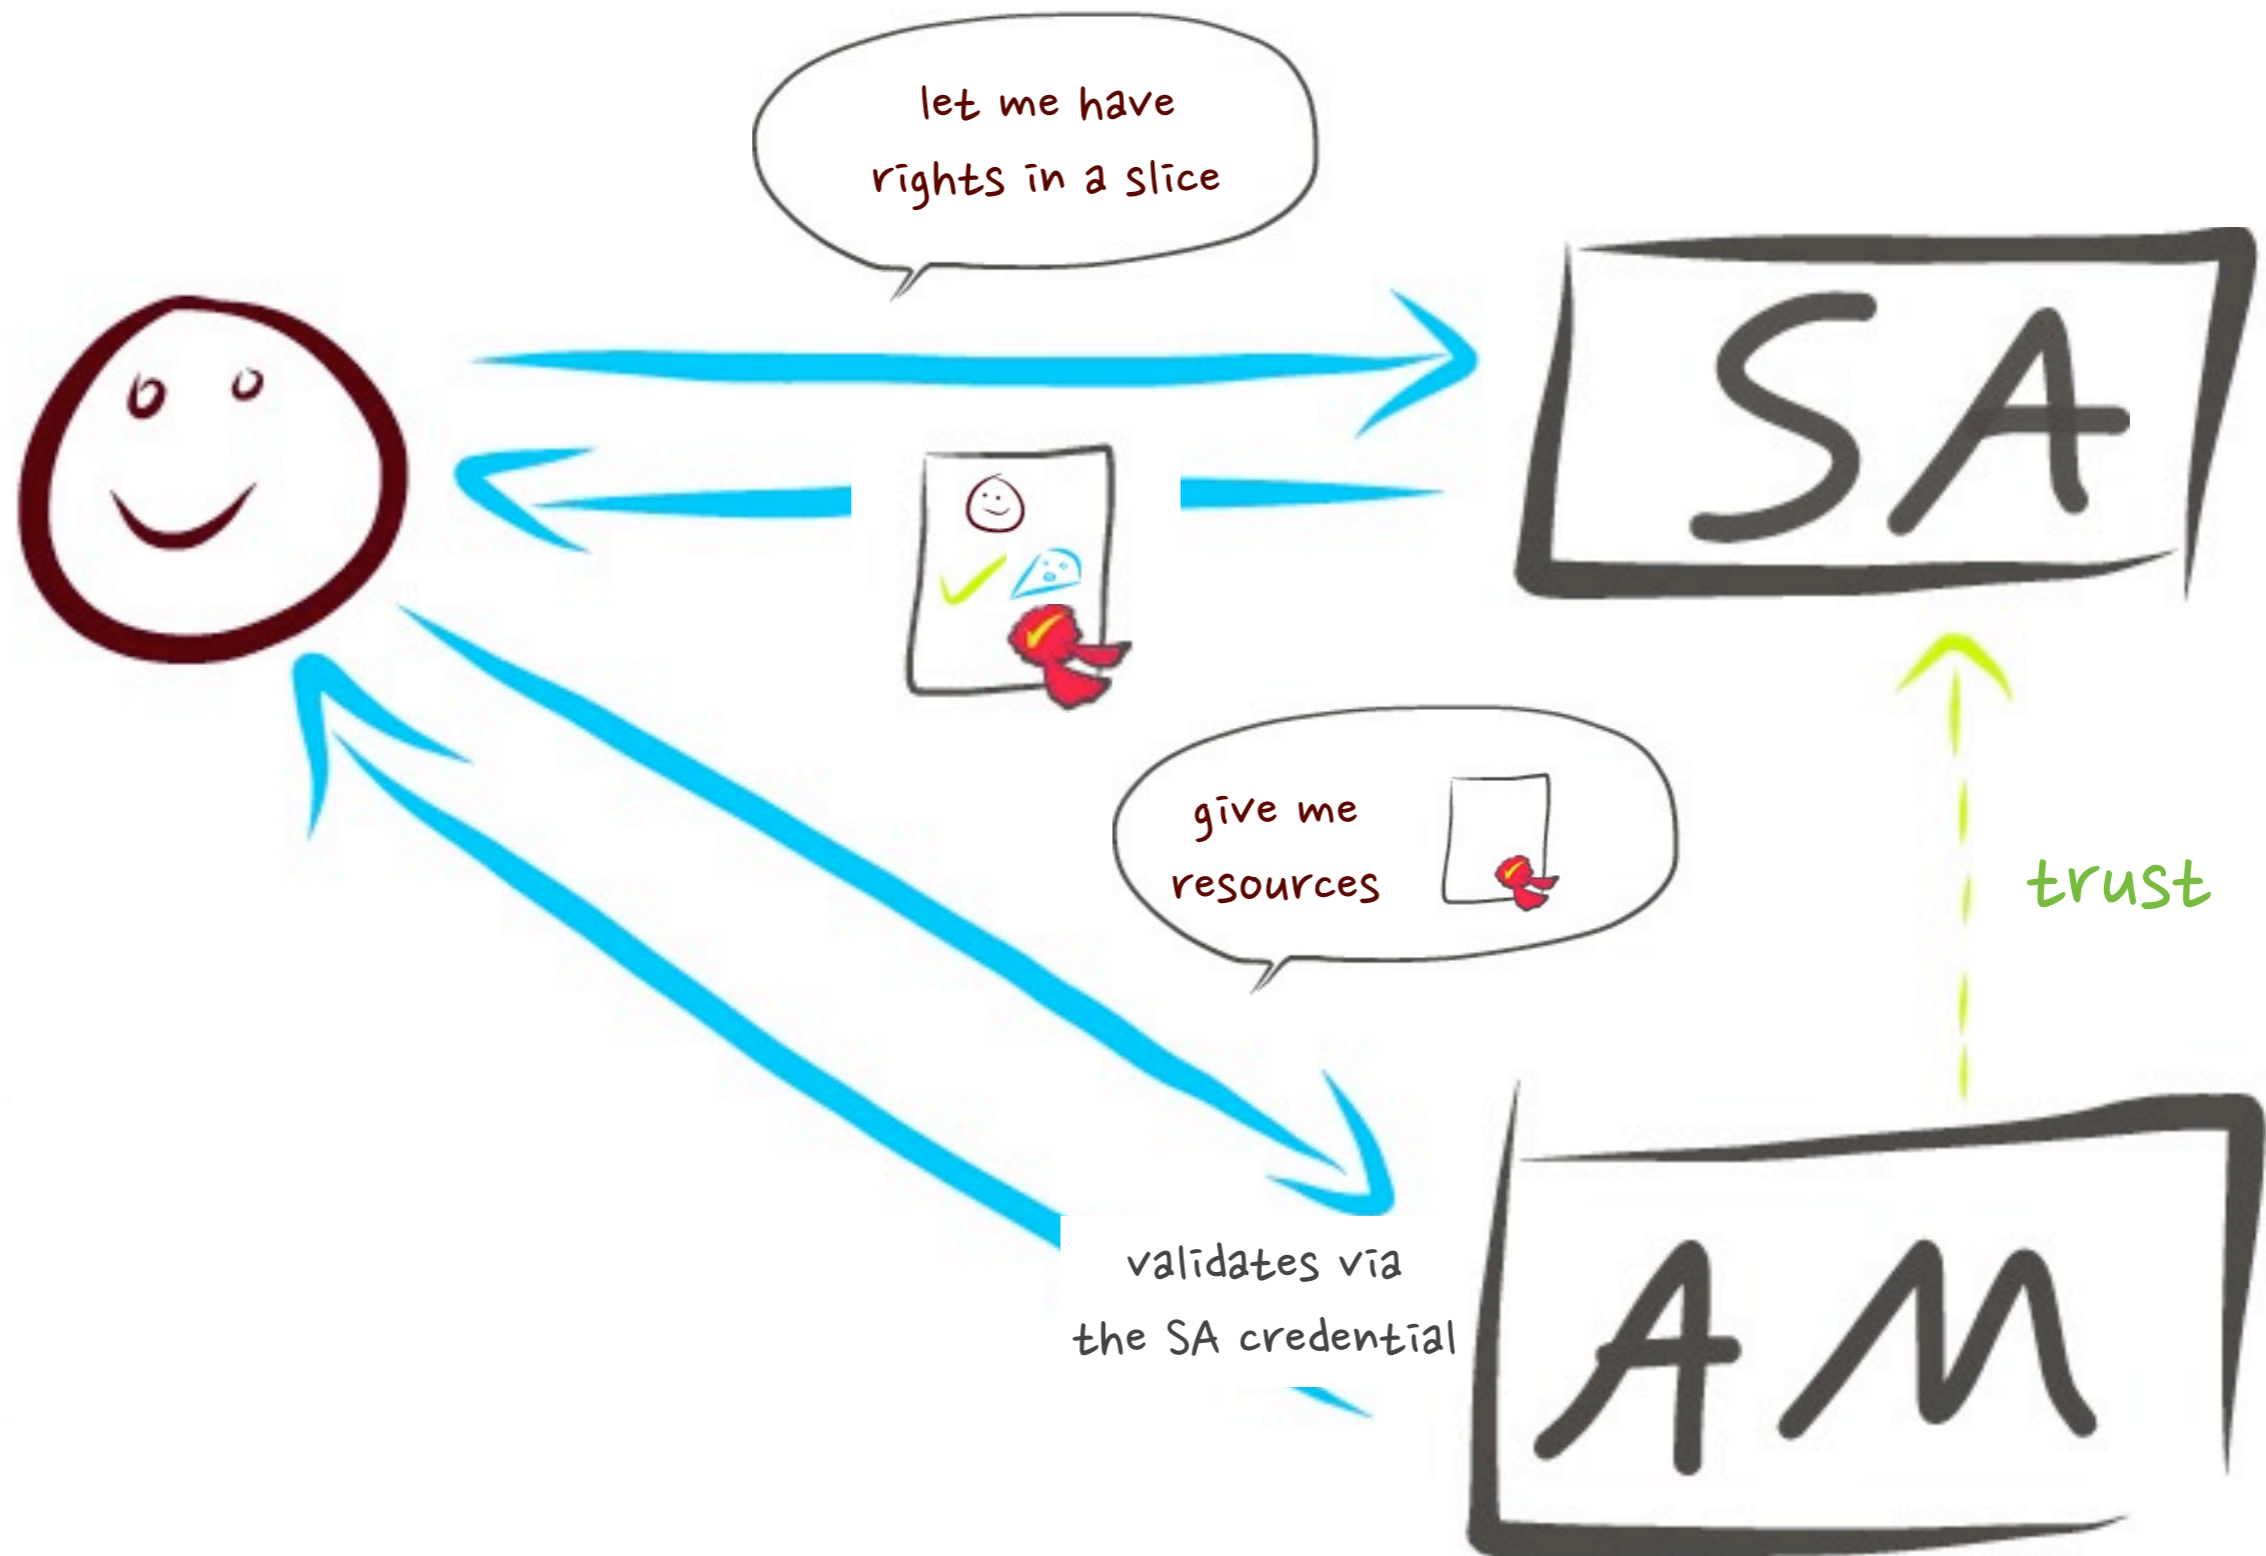 let me have
rights in a slice
SA
give me
resources
trust
validates via
the SA credential
AM